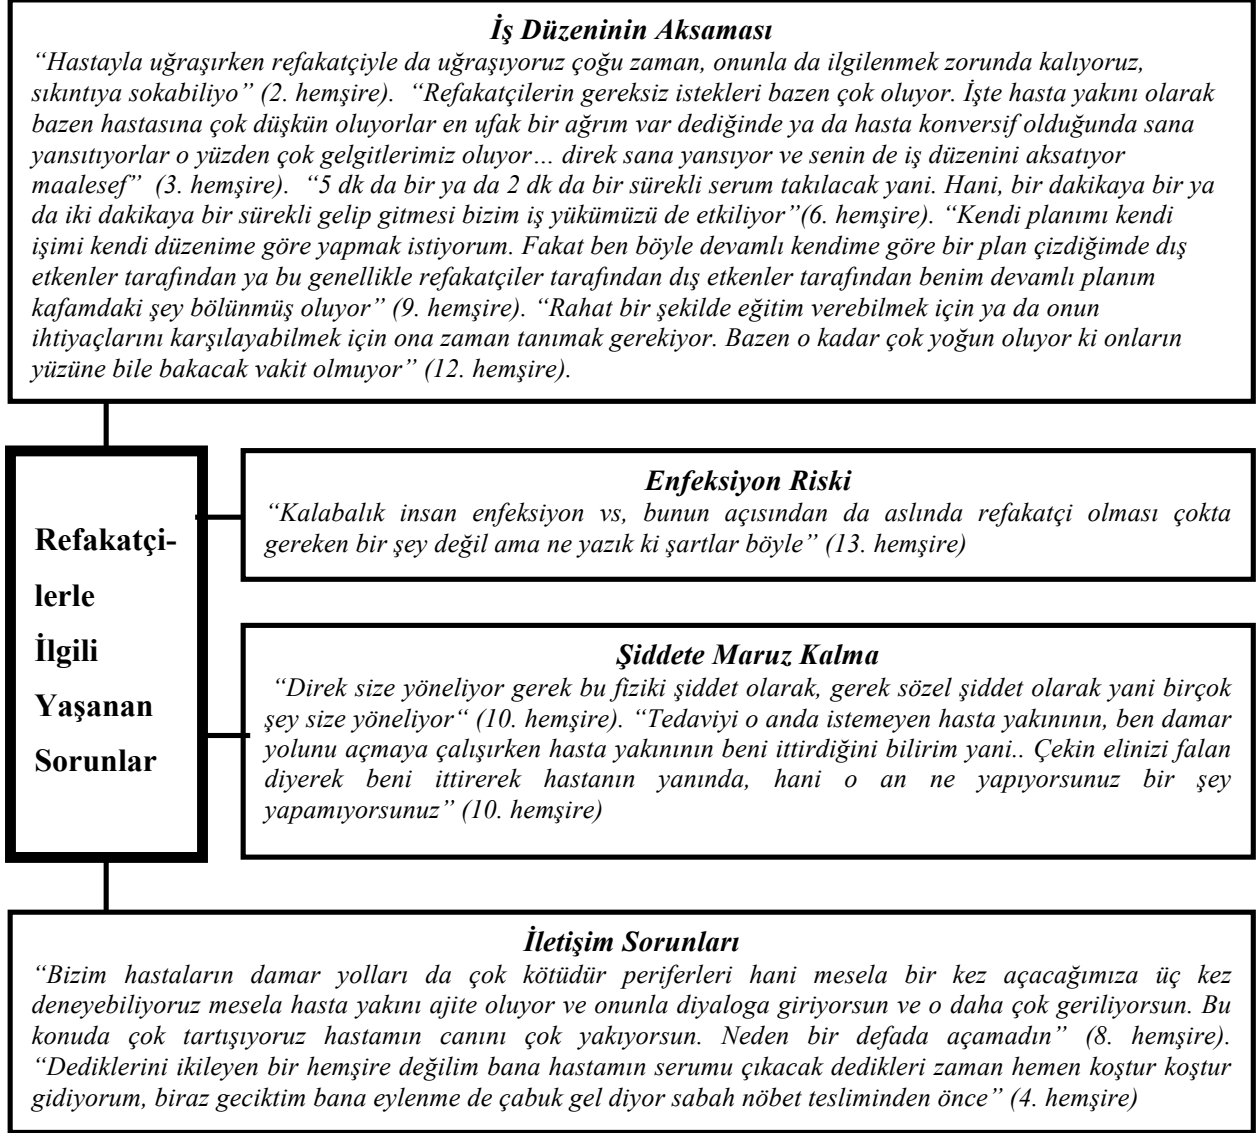 İş Düzeninin Aksaması
“Hastayla uğraşırken refakatçiyle da uğraşıyoruz çoğu zaman, onunla da ilgilenmek zorunda kalıyoruz,
sıkıntıya sokabiliyo” (2. hemşire). “Refakatçilerin gereksiz istekleri bazen çok oluyor. İşte hasta yakını olarak
bazen hastasına çok düşkün oluyorlar en ufak bir ağrım var dediğinde ya da hasta konversif olduğunda sana
yansıtıyorlar o yüzden çok gelgitlerimiz oluyor… direk sana yansıyor ve senin de iş düzenini aksatıyor
maalesef” (3. hemşire). “5 dk da bir ya da 2 dk da bir sürekli serum takılacak yani. Hani, bir dakikaya bir ya
da iki dakikaya bir sürekli gelip gitmesi bizim iş yükümüzü de etkiliyor”(6. hemşire). “Kendi planımı kendi
işimi kendi düzenime göre yapmak istiyorum. Fakat ben böyle devamlı kendime göre bir plan çizdiğimde dış
etkenler tarafından ya bu genellikle refakatçiler tarafından dış etkenler tarafından benim devamlı planım
kafamdaki şey bölünmüş oluyor” (9. hemşire). “Rahat bir şekilde eğitim verebilmek için ya da onun
ihtiyaçlarını karşılayabilmek için ona zaman tanımak gerekiyor. Bazen o kadar çok yoğun oluyor ki onların
yüzüne bile bakacak vakit olmuyor” (12. hemşire).
Refakatçi-
lerle
İlgili
Yaşanan
Sorunlar
Enfeksiyon Riski
“Kalabalık insan enfeksiyon vs, bunun açısından da aslında refakatçi olması çokta
gereken bir şey değil ama ne yazık ki şartlar böyle” (13. hemşire)
Şiddete Maruz Kalma
“Direk size yöneliyor gerek bu fiziki şiddet olarak, gerek sözel şiddet olarak yani birçok
şey size yöneliyor“ (10. hemşire). “Tedaviyi o anda istemeyen hasta yakınının, ben damar
yolunu açmaya çalışırken hasta yakınının beni ittirdiğini bilirim yani.. Çekin elinizi falan
diyerek beni ittirerek hastanın yanında, hani o an ne yapıyorsunuz bir şey
yapamıyorsunuz” (10. hemşire)
İletişim Sorunları
“Bizim hastaların damar yolları da çok kötüdür periferleri hani mesela bir kez açacağımıza üç kez
deneyebiliyoruz mesela hasta yakını ajite oluyor ve onunla diyaloga giriyorsun ve o daha çok geriliyorsun. Bu
konuda çok tartışıyoruz hastamın canını çok yakıyorsun. Neden bir defada açamadın” (8. hemşire).
“Dediklerini ikileyen bir hemşire değilim bana hastamın serumu çıkacak dedikleri zaman hemen koştur koştur
gidiyorum, biraz geciktim bana eylenme de çabuk gel diyor sabah nöbet tesliminden önce” (4. hemşire)